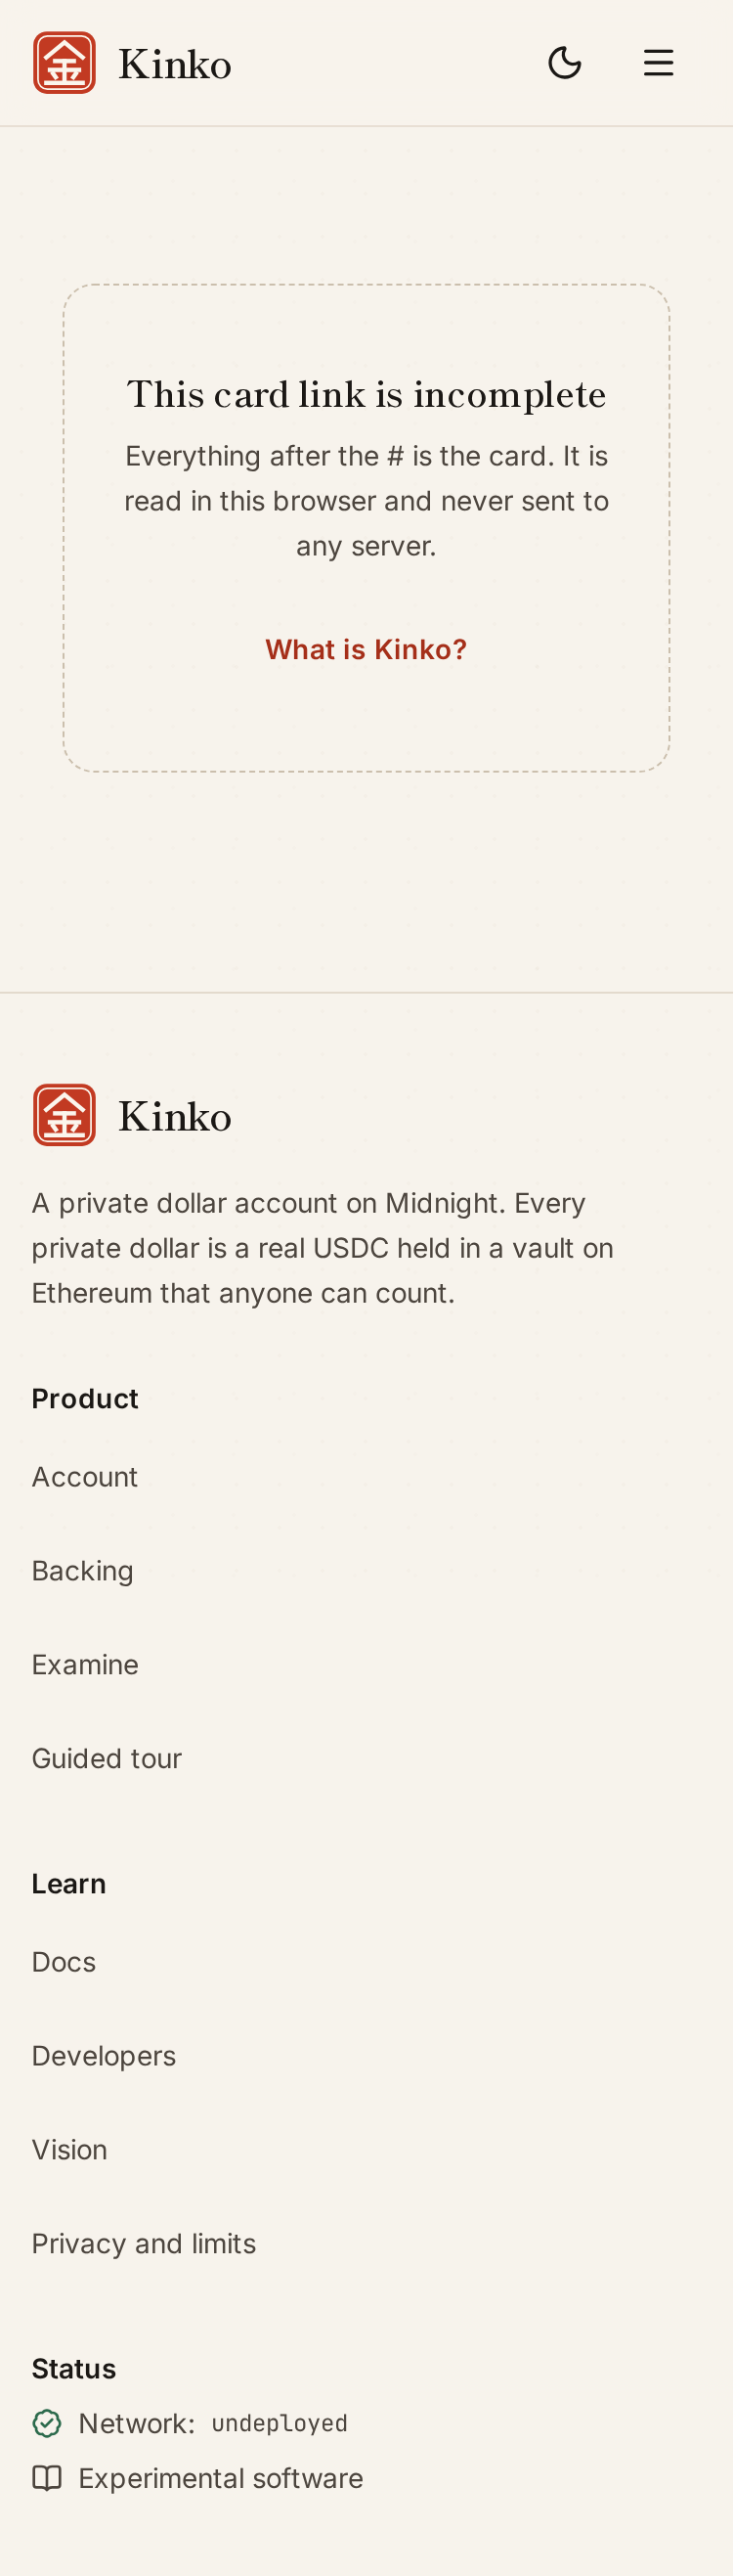 金 Kinko
This card link is incomplete
Everything after the # is the card. It is
read in this browser and never sent to
any server.
What is Kinko?
金 Kinko
A private dollar account on Midnight. Every
private dollar is a real USDC held in a vault on
Ethereum that anyone can count.
Product
Account
Backing
Examine
Guided tour
Learn
Docs
Developers
Vision
Privacy and limits
Status
Network: undeployed
Experimental software